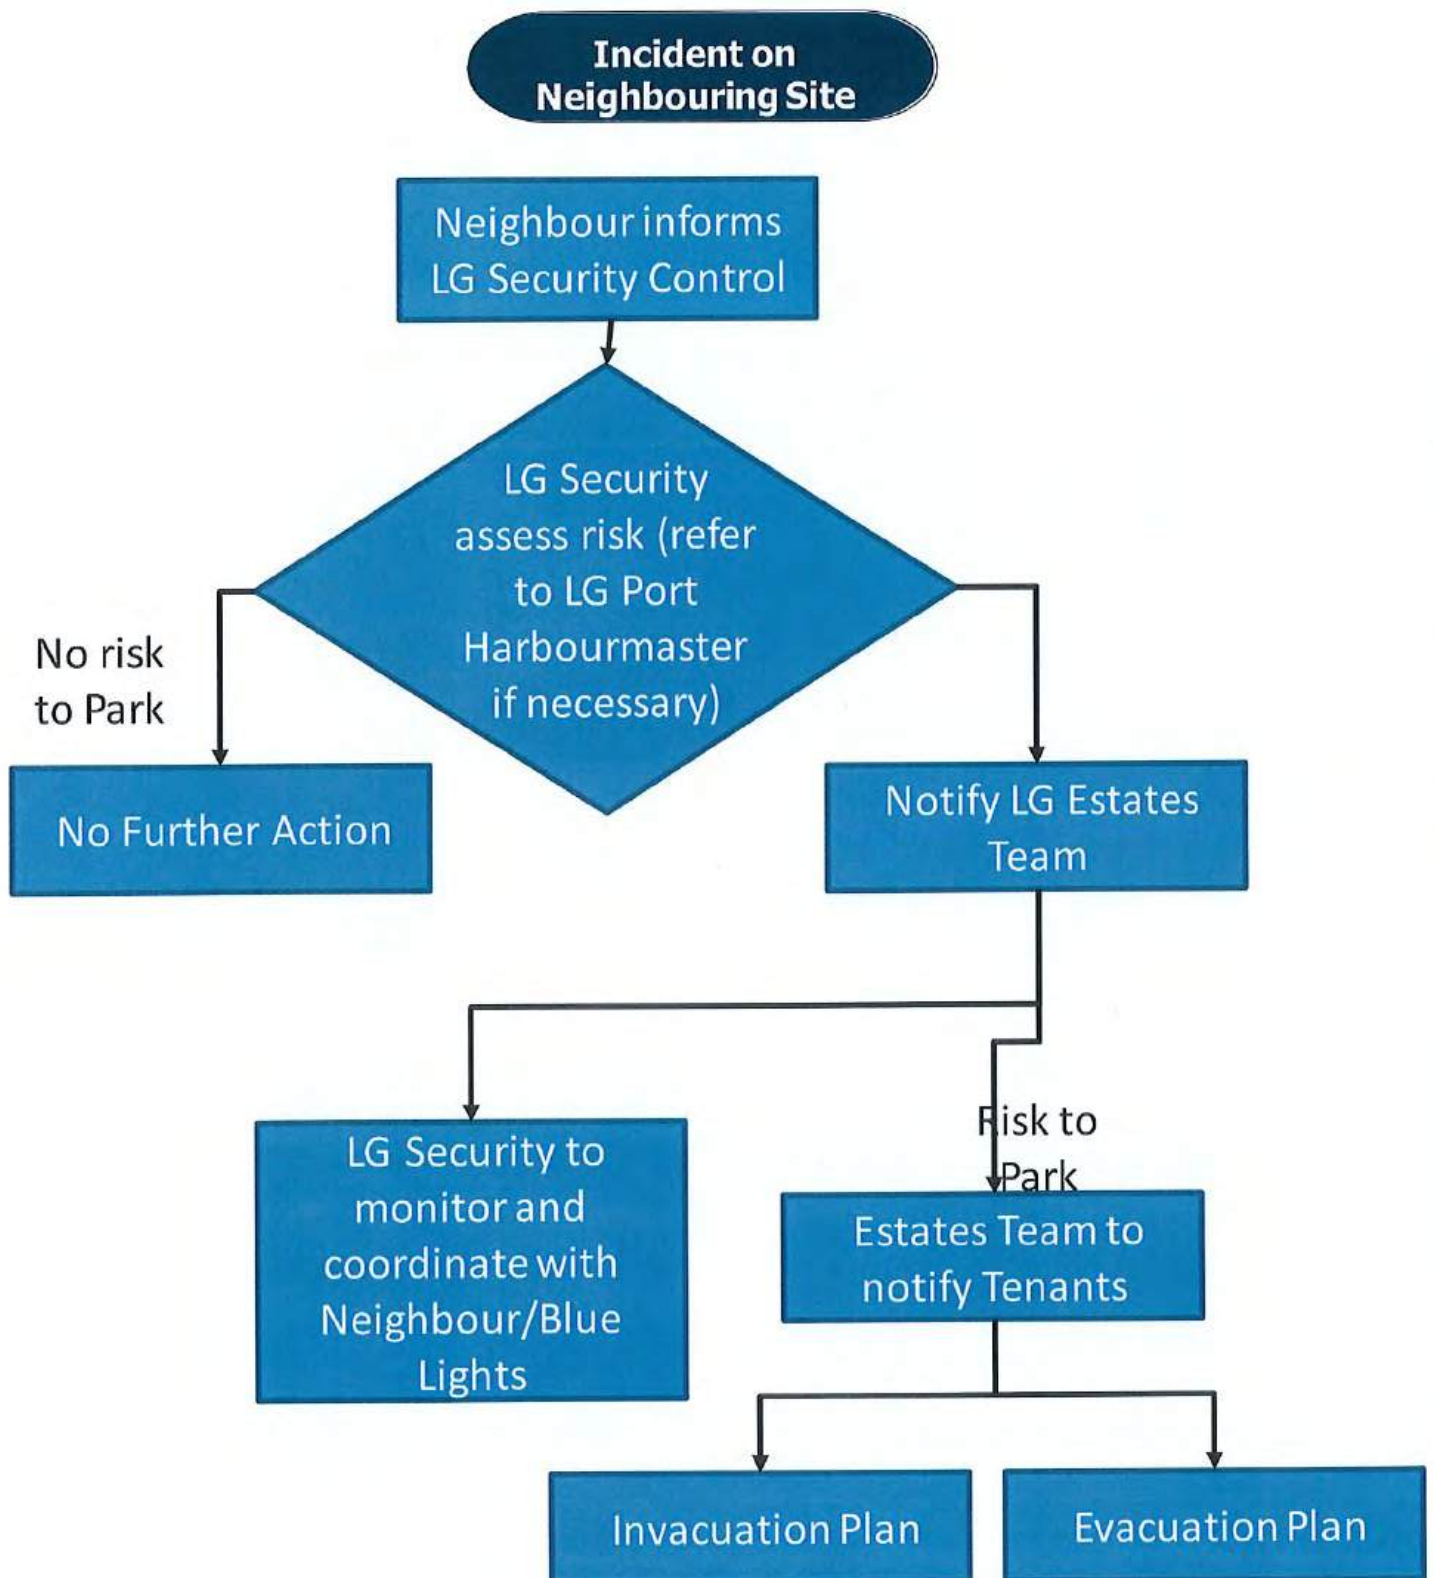 Incident on
Neighbouring Site
Neighbour informs
LG Security Control
LG Security
assess risk (refer
to LG Port
Harbourmaster
if necessary)
No risk
to Park
No Further Action
Notify LG Estates
Team
LG Security to
monitor and
coordinate with
Neighbour/Blue
Lights
Risk to
Park
Estates Team to
notify Tenants
Invacuation Plan
Evacuation Plan